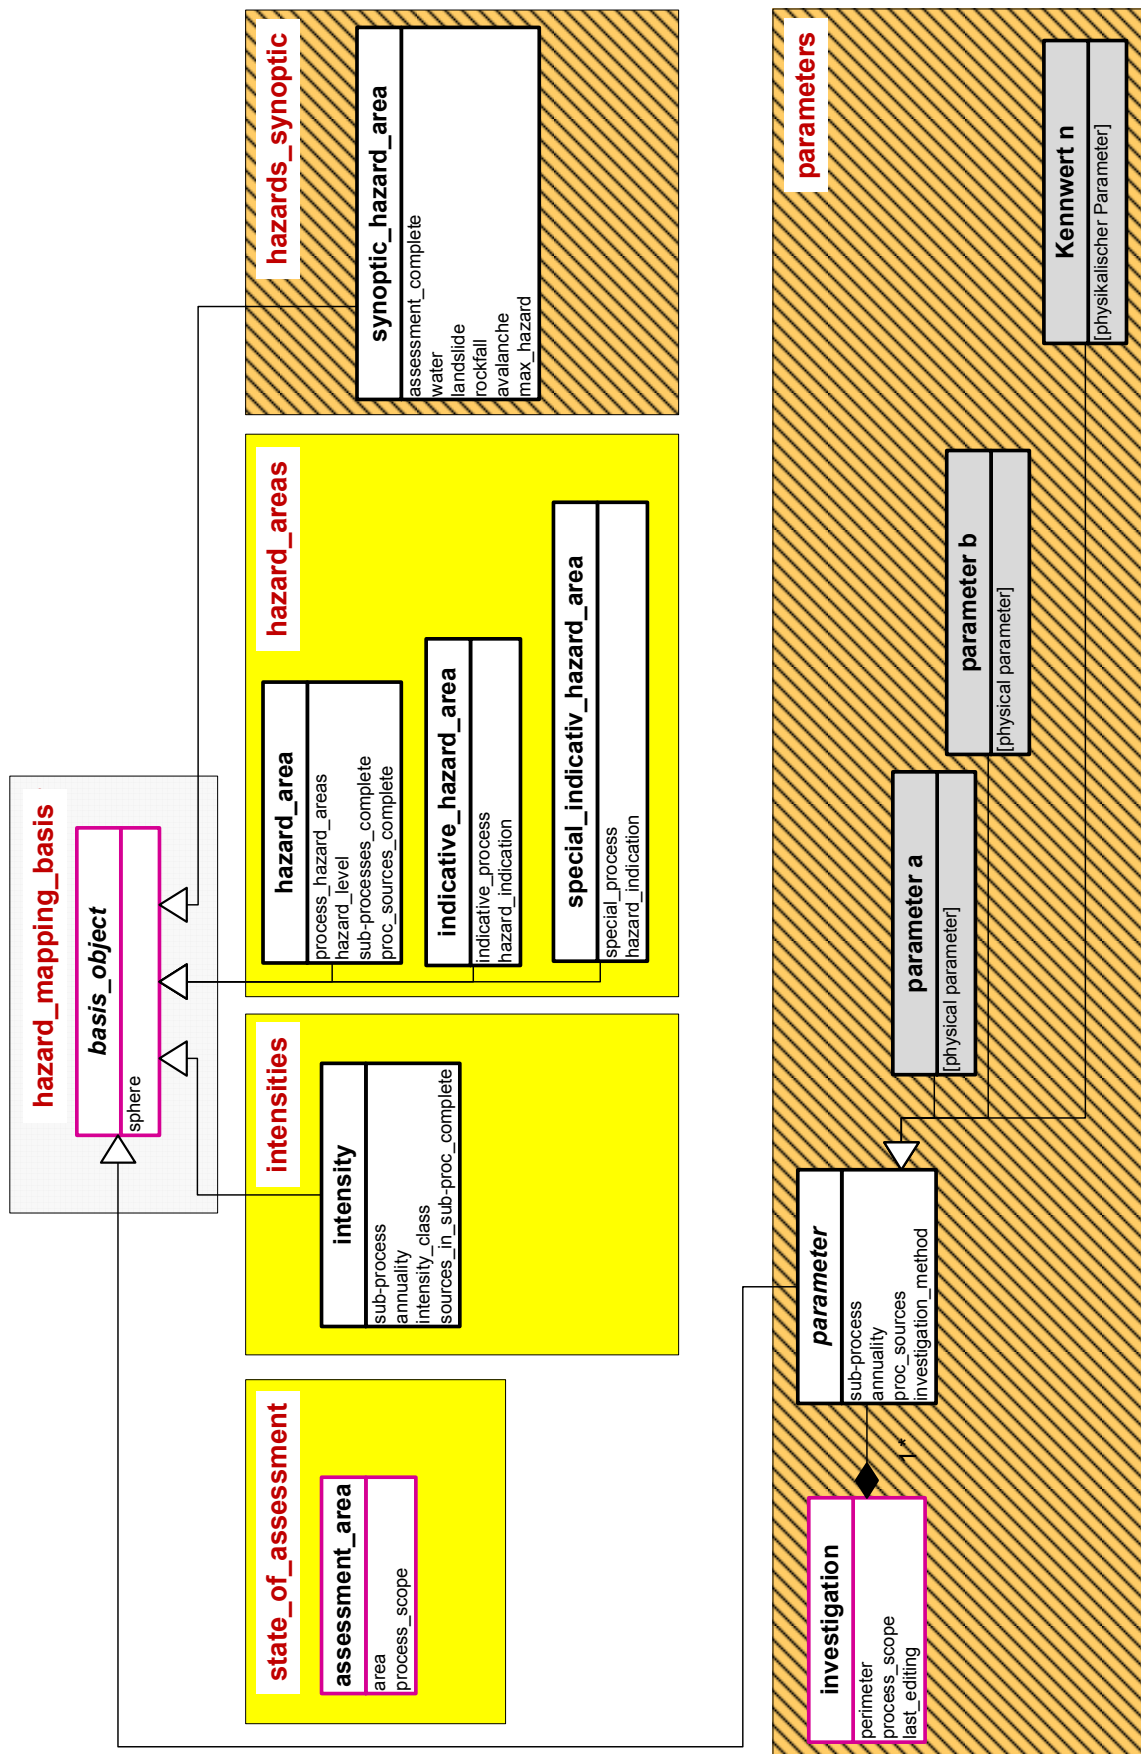 hazard_mapping_basis
basis_object
sphere
state_of_assessment
assessment_area
area
process_scope
intensities
intensity
sub-process
annuality
intensity_class
sources_in_sub-proc_complete
hazard_areas
hazard_area
process_hazard_areas
hazard_level
sub-processes_complete
proc_sources_complete
indicative_hazard_area
indicative_process
hazard_indication
special_indicativ_hazard_area
special_process
hazard_indication
hazards_synoptic
synoptic_hazard_area
assessment_complete
water
landslide
rockfall
avalanche
max_hazard
parameters
investigation
perimeter
process_scope
last_editing
1..*
parameter
sub-process
annuality
proc_sources
investigation_method
parameter a
[physical parameter]
parameter b
[physical parameter]
Kennwert n
[physikalischer Parameter]